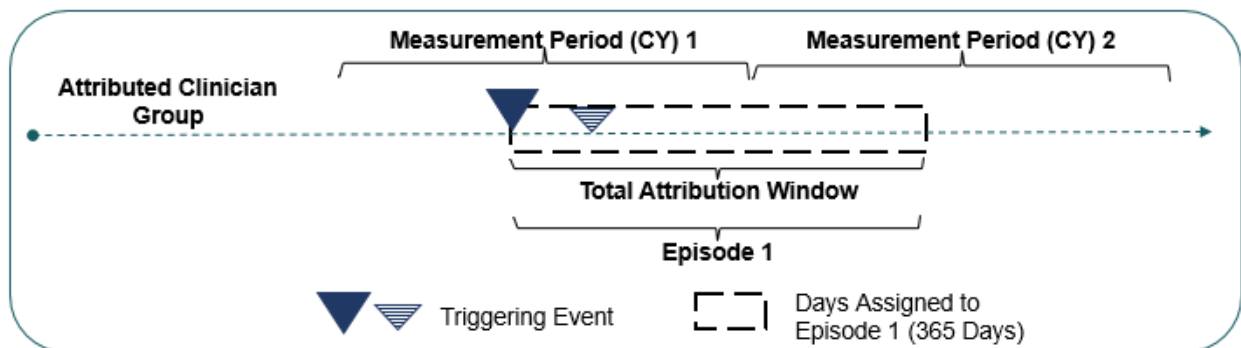 Measurement Period (CY) 1
Measurement Period (CY) 2
Attributed Clinician
Group
Total Attribution Window
Episode 1
Triggering Event
Days Assigned to
Episode 1 (365 Days)